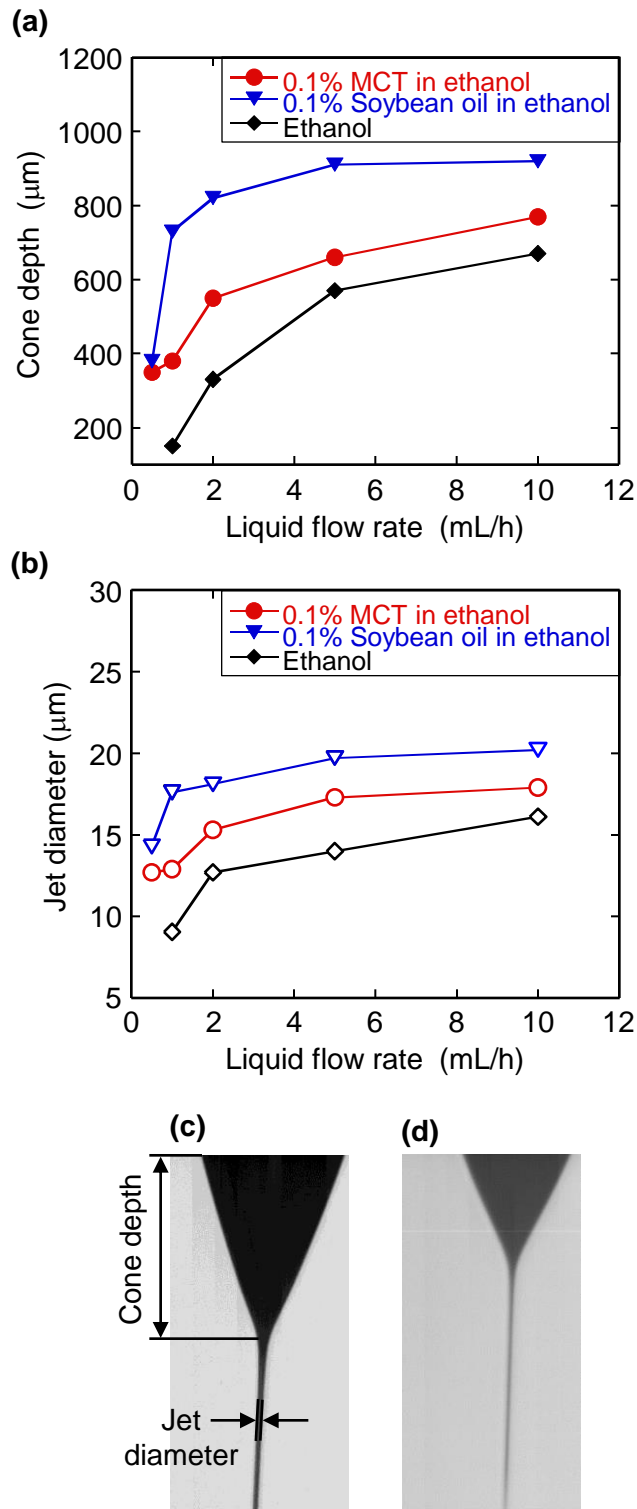 (a)
1200
1000
800
600
400
200
Cone depth (μm)
0.1% MCT in ethanol
0.1% Soybean oil in ethanol
Ethanol
0 2 4 6 8 10 12
Liquid flow rate (mL/h)
(b)
30
25
20
15
10
5
Jet diameter (μm)
0.1% MCT in ethanol
0.1% Soybean oil in ethanol
Ethanol
0 2 4 6 8 10 12
Liquid flow rate (mL/h)
(c)
Cone depth
Jet
diameter
(d)